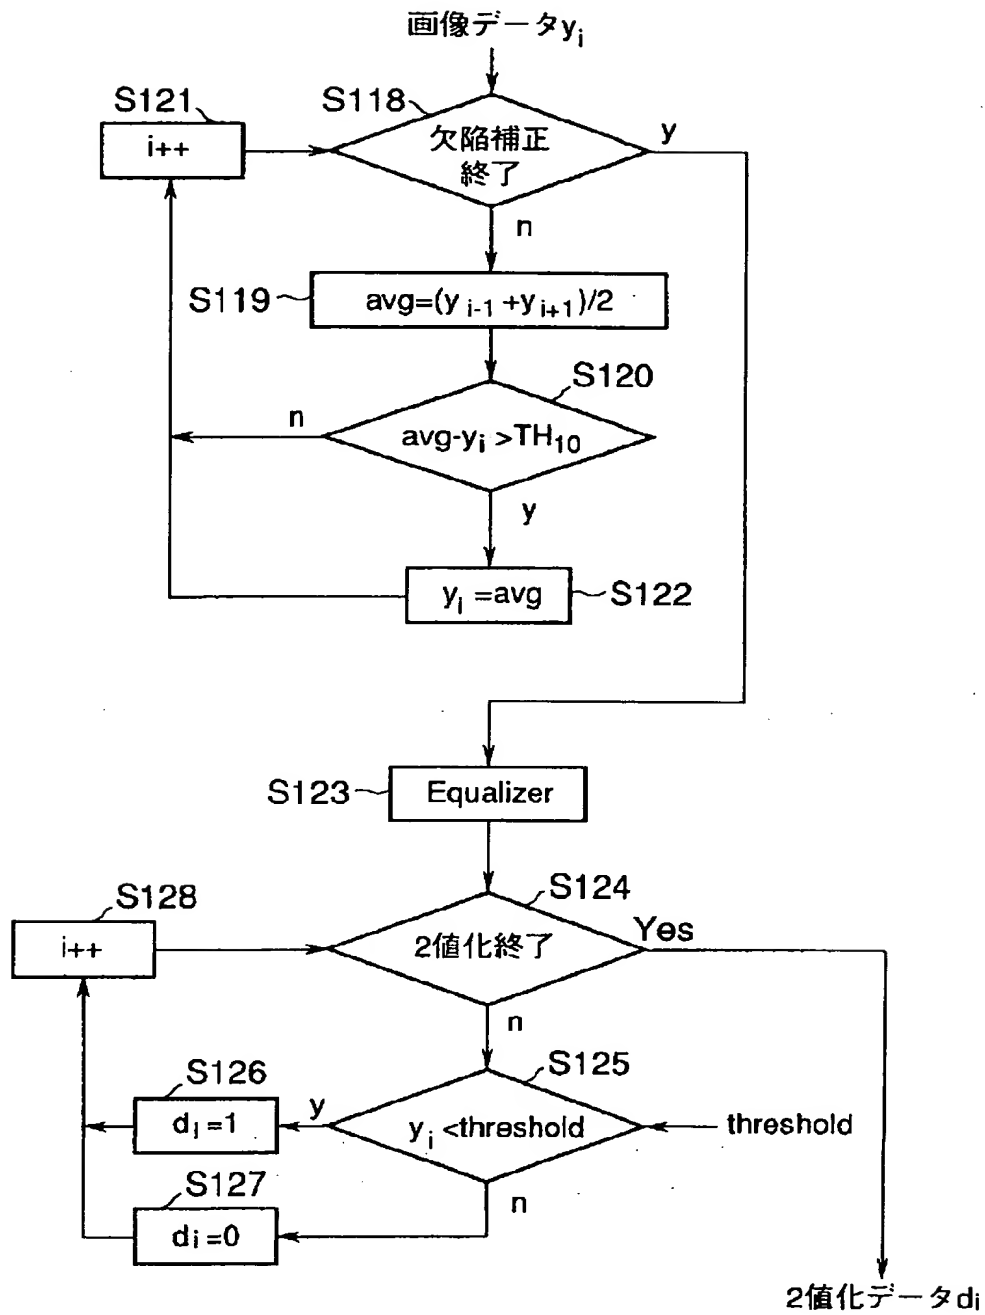 画像データyi
S121
S118
i++
欠陥補正
終了
y
n
S119
avg=(y i-1 +yi+1)/2
S120
n
avg-yi >TH10
y
yi =avg
S122
S123
Equalizer
S128
S124
i++
2値化終了
Yes
n
S126
S125
di =1
y
yi <threshold
threshold
S127
n
di =0
2値化データdi